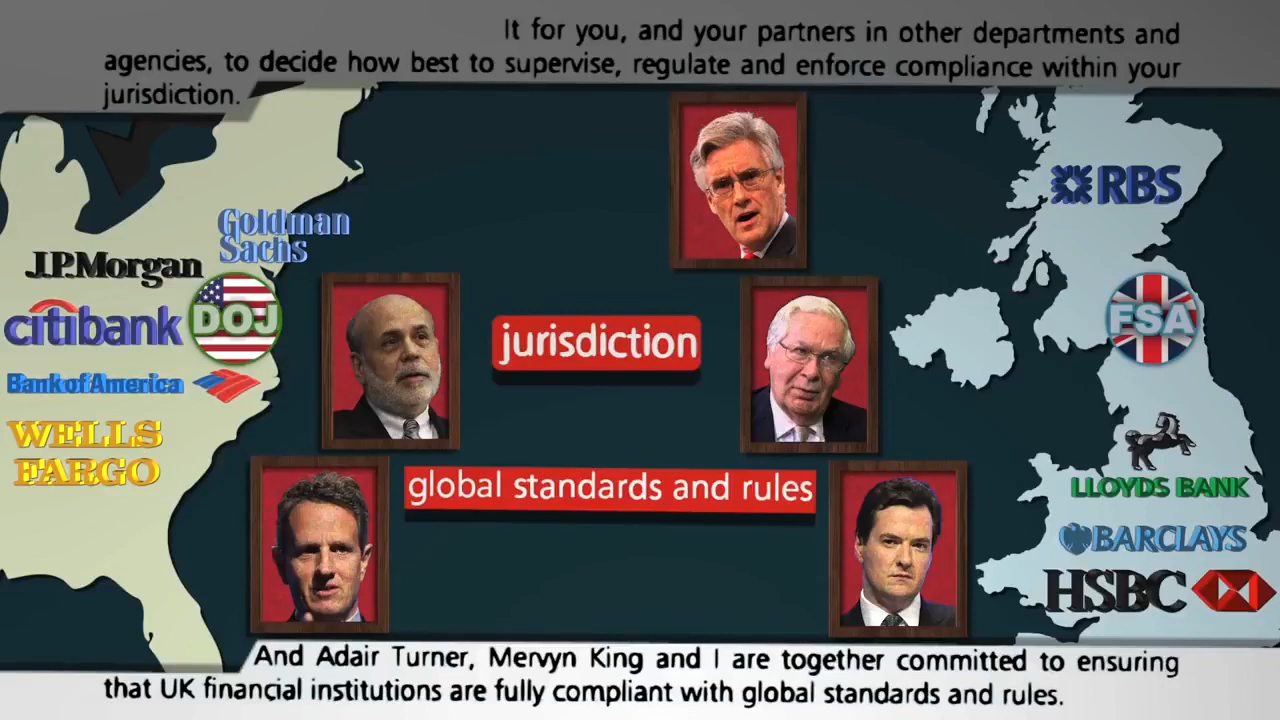 It for you, and your partners in other departments and
agencies, to decide how best to supervise, regulate and enforce compliance within your
jurisdiction.
Goldman
Sachs
J.P.Morgan
citibank
DOJ
Bank of America
WELLS
FARGO
jurisdiction
global standards and rules
RBS
FSA
LLOYDS BANK
BARCLAYS
HSBC
And Adair Turner, Mervyn King and I are together committed to ensuring
that UK financial institutions are fully compliant with global standards and rules.